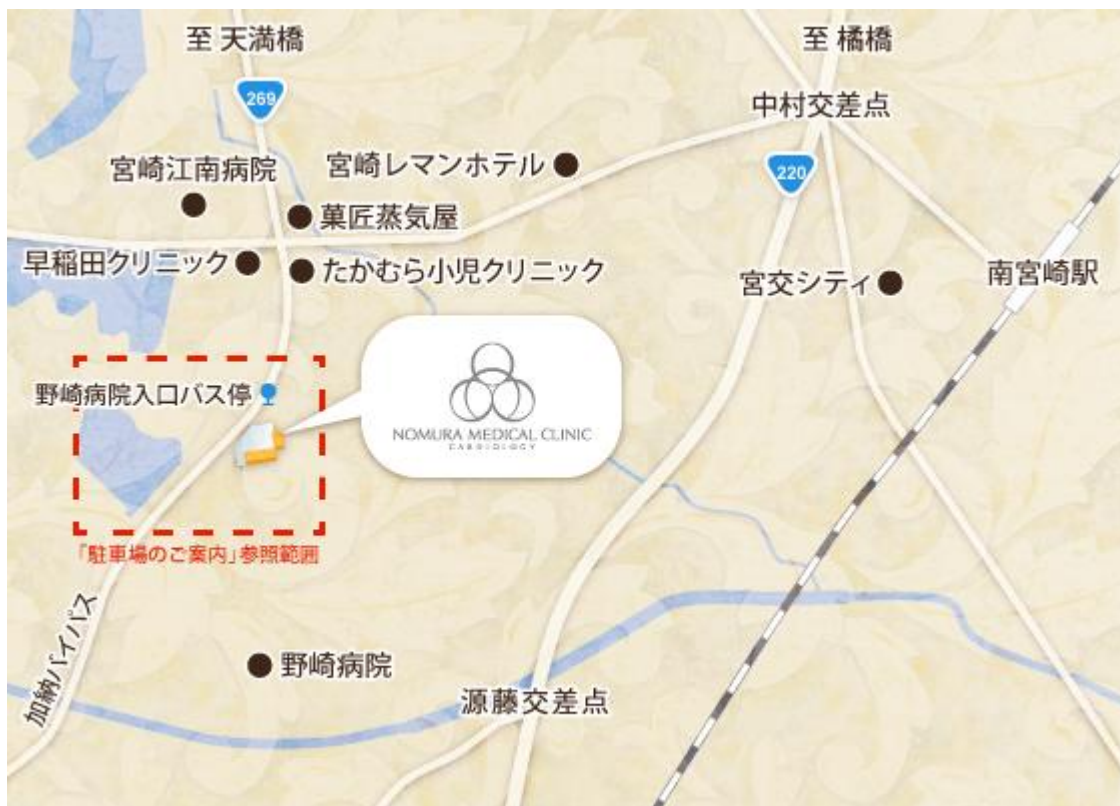 至 天満橋
至 橘橋
269
中村交差点
宮崎江南病院
宮崎レマンホテル
220
菓匠蒸気屋
早稲田クリニック
たかむら小児クリニック
宮交シティ
南宮崎駅
野崎病院入口バス停
NOMURA MEDICAL CLINIC
CARDIOLOGY
「駐車場のご案内」参照範囲
加納バイパス
野崎病院
源藤交差点